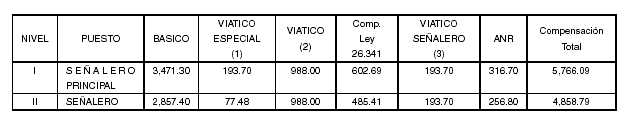 NIVEL PUESTO BASICO VIATICO ESPECIAL (1) VIATICO (2) Comp. Ley 26.341 VIATICO SEÑALERO (3) ANR Compensación Total
I SEÑALERO PRINCIPAL 3,471.30 193.70 988.00 602.69 193.70 316.70 5,766.09
II SEÑALERO 2,857.40 77.48 988.00 485.41 193.70 256.80 4,858.79